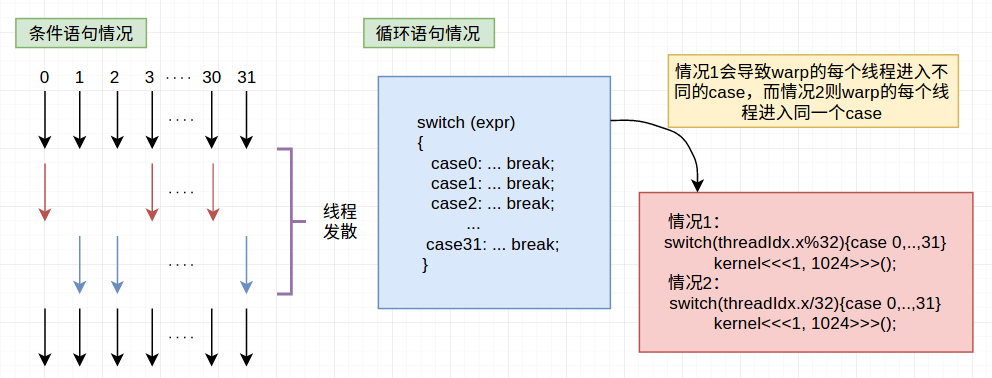 条件语句情况
0 1 2 3 ···· 30 31
····
····
····
····
线程
发散
循环语句情况
switch (expr)
{
case0: ... break;
case1: ... break;
case2: ... break;
...
case31: ... break;
}
情况1会导致warp的每个线程进入不
同的case，而情况2则warp的每个线
程进入同一个case
情况1：
switch(threadIdx.x%32){case 0,..,31}
kernel<<<1, 1024>>>();
情况2：
switch(threadIdx.x/32){case 0,..,31}
kernel<<<1, 1024>>>();